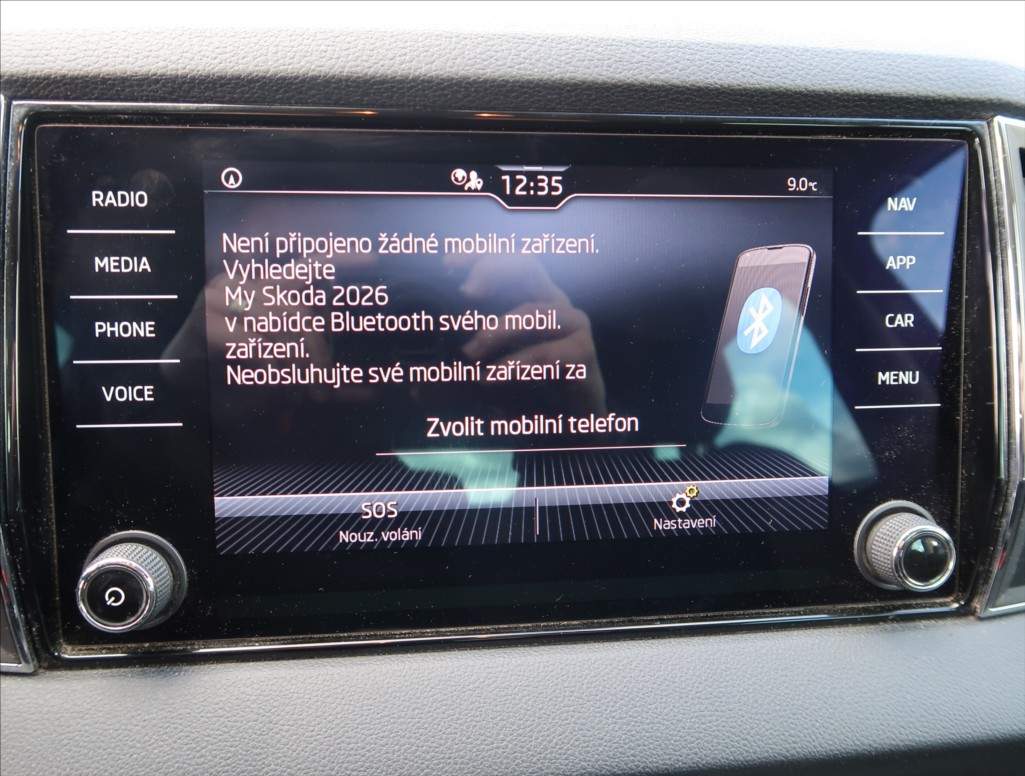 12:35
9.0°C
RADIO
MEDIA
PHONE
VOICE
Není připojeno žádné mobilní zařízení.
Vyhledejte
My Skoda 2026
v nabídce Bluetooth svého mobil.
zařízení.
Neobsluhujte své mobilní zařízení za
Zvolit mobilní telefon
SOS
Nouz. volání
Nastavení
NAV
APP
CAR
MENU